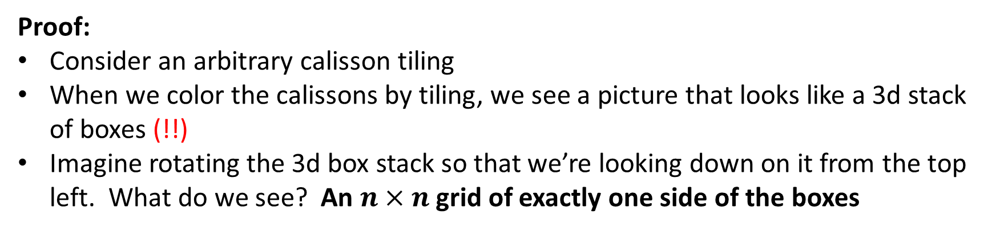 Proof:
• Consider an arbitrary calisson tiling
• When we color the calissons by tiling, we see a picture that looks like a 3d stack
of boxes (!!)
• Imagine rotating the 3d box stack so that we’re looking down on it from the top
left.  What do we see?  An n × n grid of exactly one side of the boxes